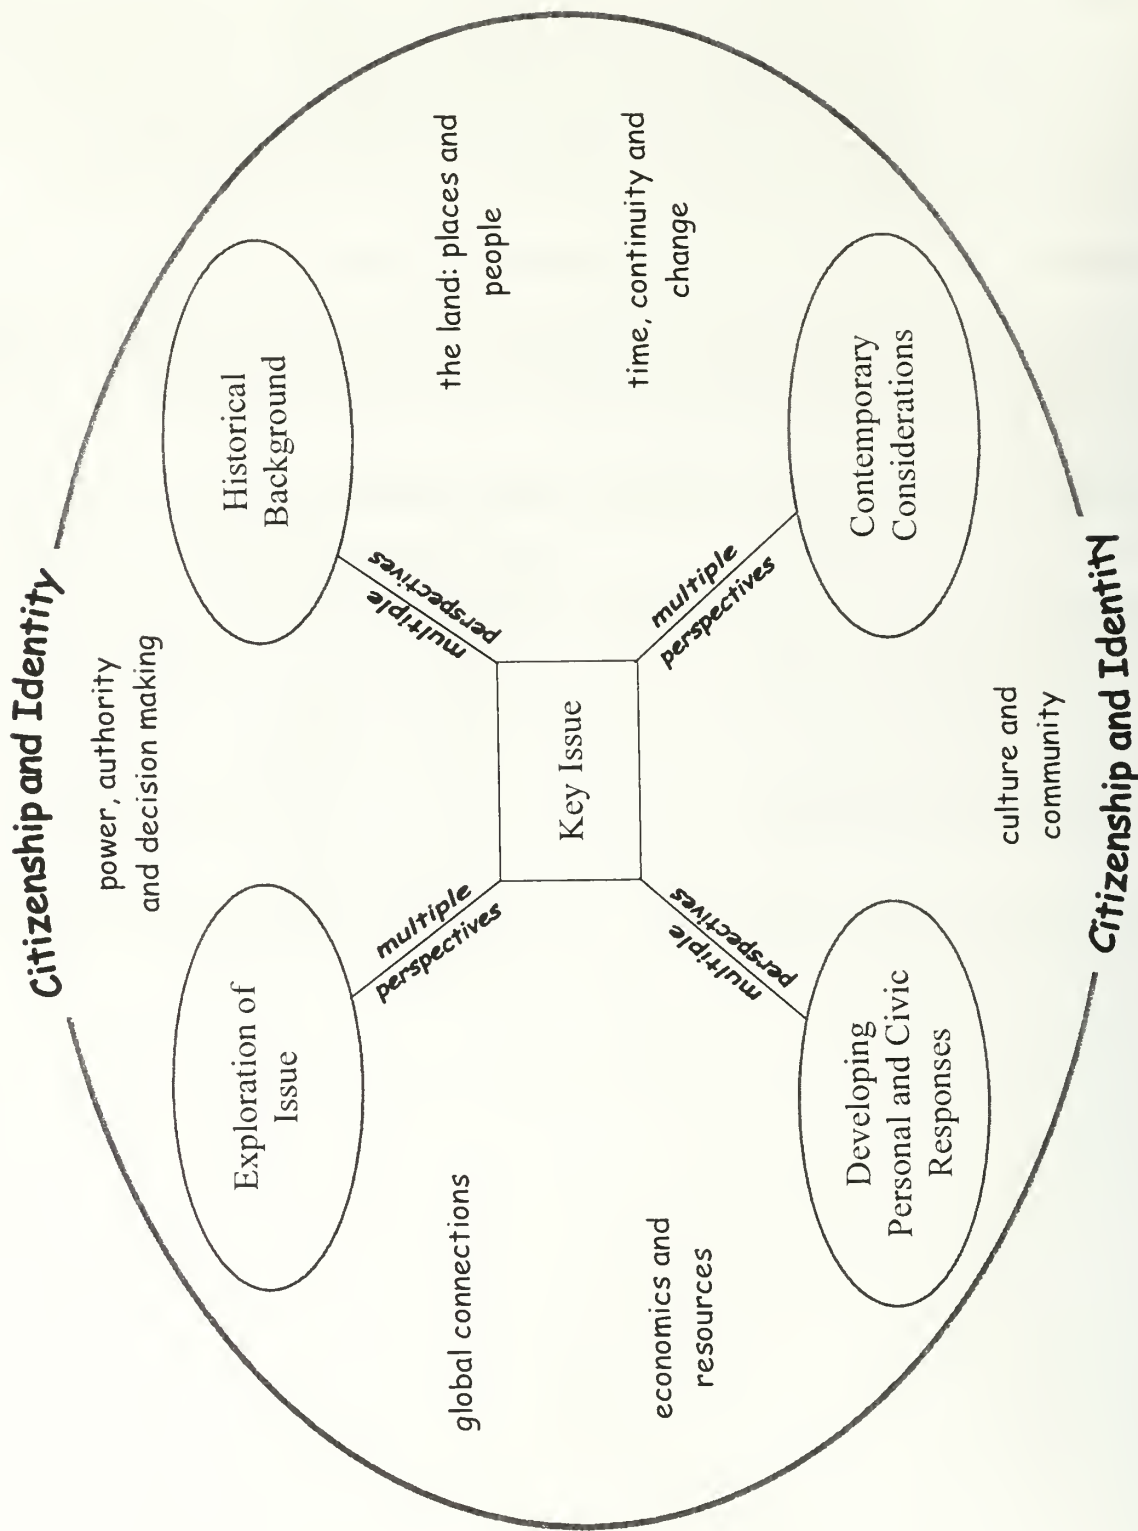 Citizenship and Identity
power, authority
and decision making
Exploration of
Issue
Historical
Background
multiple
perspectives
multiple
perspectives
global connections
the land: places and
people
Key Issue
economics and
resources
time, continuity and
change
multiple
perspectives
multiple
perspectives
Developing
Personal and Civic
Responses
Contemporary
Considerations
culture and
community
Citizenship and Identity